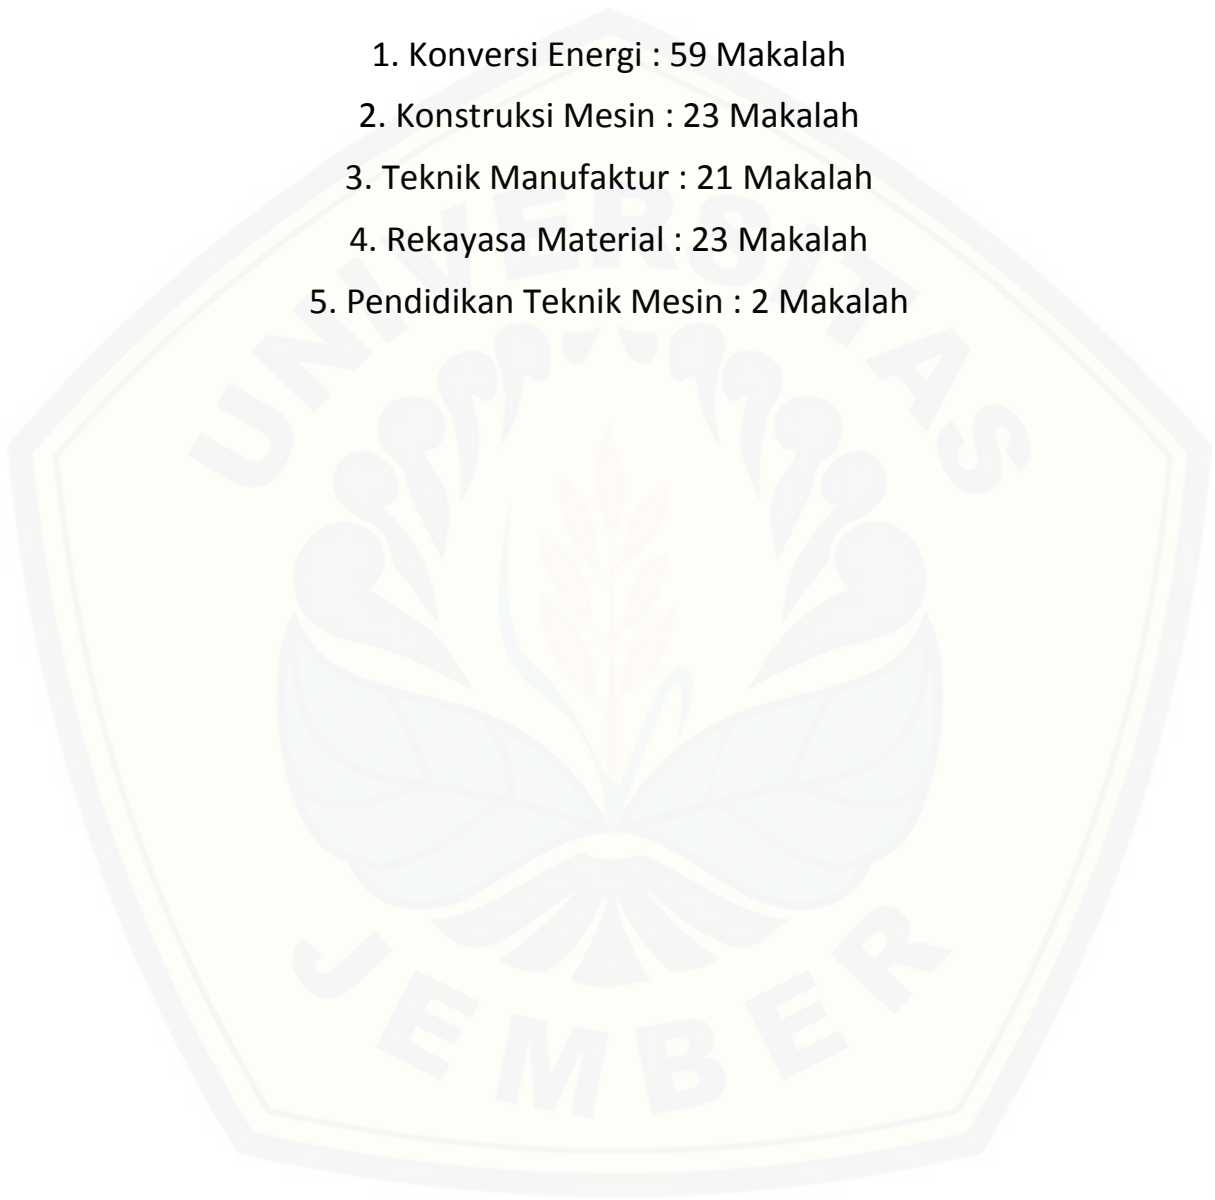 1. Konversi Energi : 59 Makalah
2. Konstruksi Mesin : 23 Makalah
3. Teknik Manufaktur : 21 Makalah
4. Rekayasa Material : 23 Makalah
5. Pendidikan Teknik Mesin : 2 Makalah
UNIVERSITAS
JEMBER